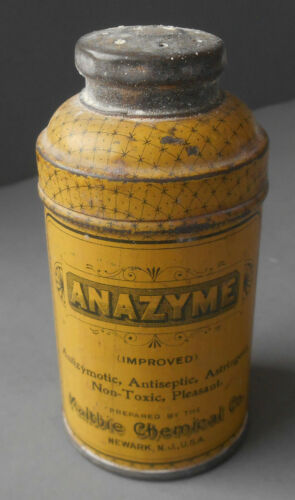 ANAZYME
(IMPROVED)
Antizymotic, Antiseptic, Astringent,
Non-Toxic, Pleasant.
PREPARED BY THE
Maltbie Chemical Co.
NEWARK, N.J., U.S.A.